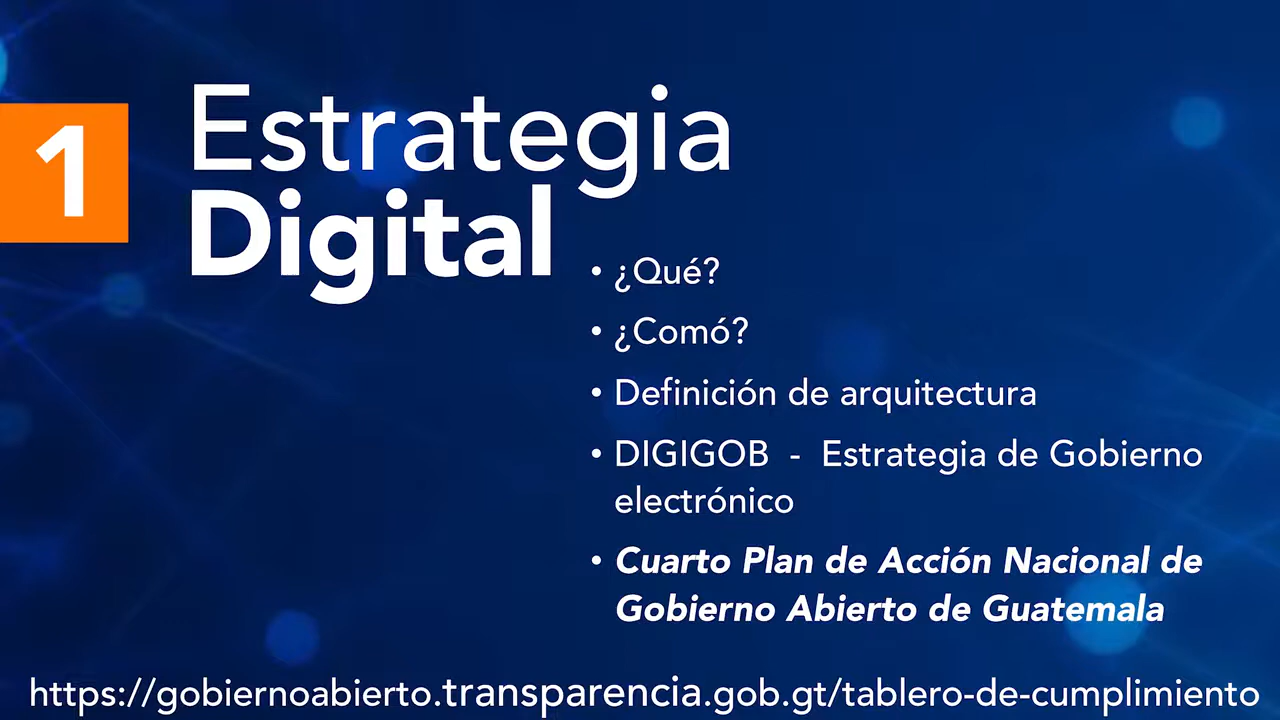 1
Estrategia
Digital
• ¿Qué?
• ¿Comó?
• Definición de arquitectura
• DIGIGOB - Estrategia de Gobierno
electrónico
• Cuarto Plan de Acción Nacional de
Gobierno Abierto de Guatemala
https://gobiernoabierto.transparencia.gob.gt/tablero-de-cumplimiento